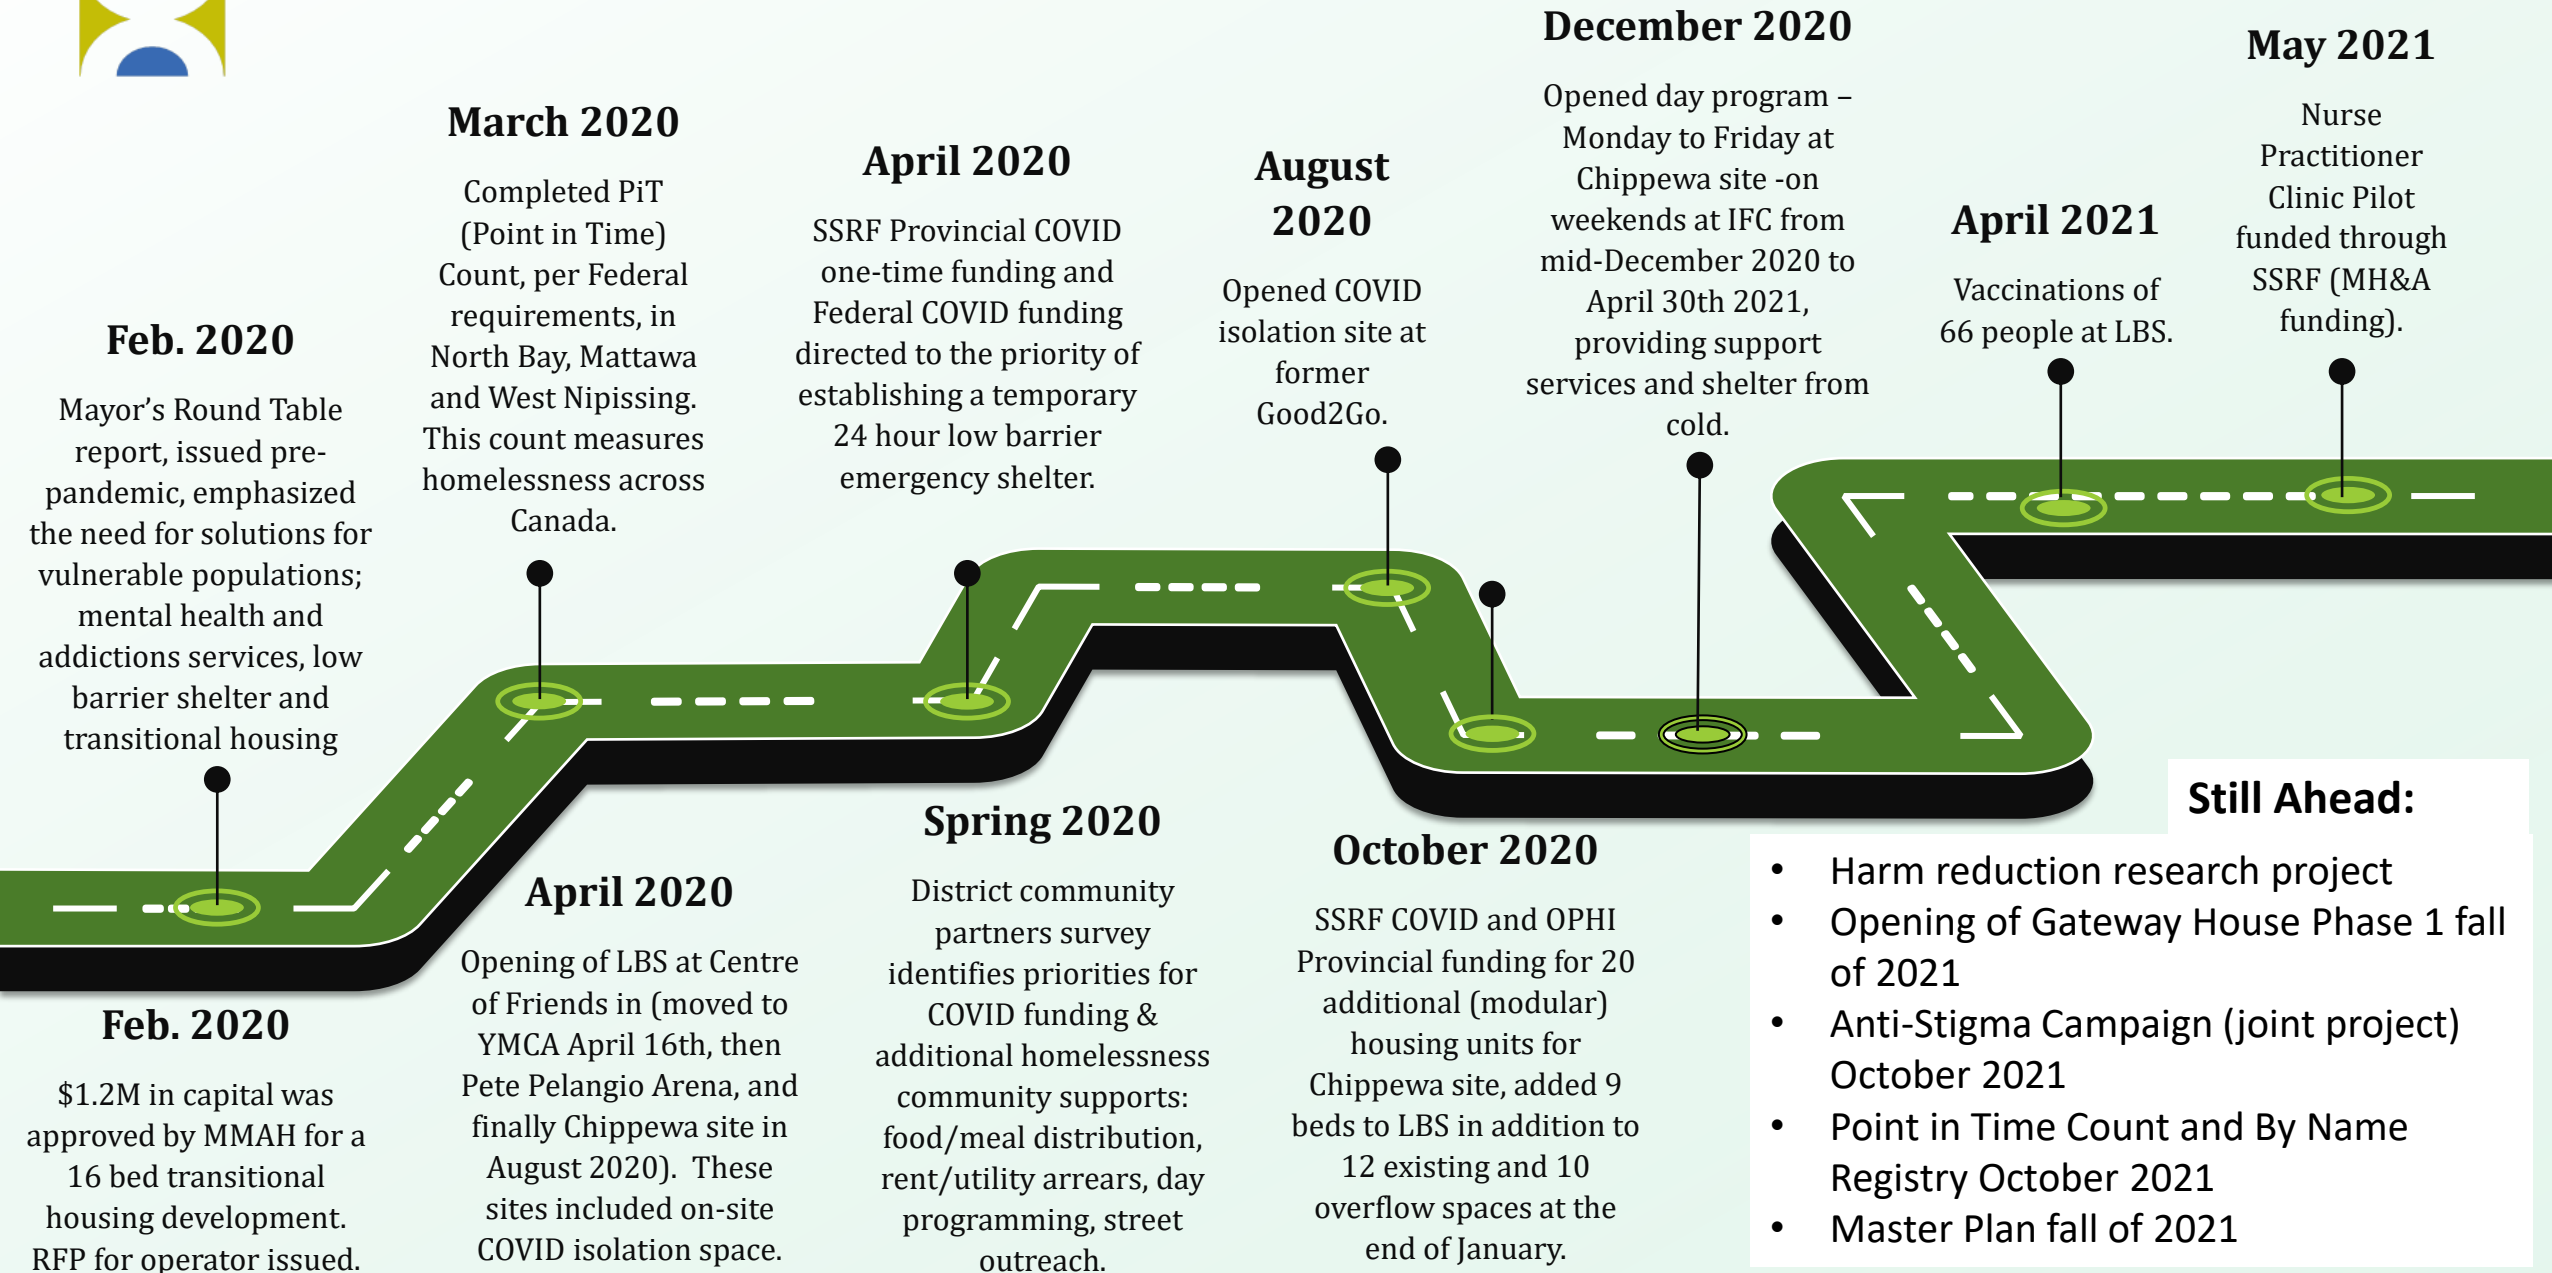 Feb. 2020
Mayor's Round Table
report, issued pre-
pandemic, emphasized
the need for solutions for
vulnerable populations;
mental health and
addictions services, low
barrier shelter and
transitional housing
Feb. 2020
$1.2M in capital was
approved by MMAH for a
16 bed transitional
housing development.
RFP for operator issued.
March 2020
Completed PiT
(Point in Time)
Count, per Federal
requirements, in
North Bay, Mattawa
and West Nipissing.
This count measures
homelessness across
Canada.
April 2020
Opening of LBS at Centre
of Friends in (moved to
YMCA April 16th, then
Pete Pelangio Arena, and
finally Chippewa site in
August 2020). These
sites included on-site
COVID isolation space.
April 2020
SSRF Provincial COVID
one-time funding and
Federal COVID funding
directed to the priority of
establishing a temporary
24 hour low barrier
emergency shelter.
Spring 2020
District community
partners survey
identifies priorities for
COVID funding &
additional homelessness
community supports:
food/meal distribution,
rent/utility arrears, day
programming, street
outreach.
August
2020
Opened COVID
isolation site at
former
Good2Go.
October 2020
SSRF COVID and OPHI
Provincial funding for 20
additional (modular)
housing units for
Chippewa site, added 9
beds to LBS in addition to
12 existing and 10
overflow spaces at the
end of January.
December 2020
Opened day program –
Monday to Friday at
Chippewa site -on
weekends at IFC from
mid-December 2020 to
April 30th 2021,
providing support
services and shelter from
cold.
April 2021
Vaccinations of
66 people at LBS.
May 2021
Nurse
Practitioner
Clinic Pilot
funded through
SSRF (MH&A
funding).
Still Ahead:
• Harm reduction research project
• Opening of Gateway House Phase 1 fall
of 2021
• Anti-Stigma Campaign (joint project)
October 2021
• Point in Time Count and By Name
Registry October 2021
• Master Plan fall of 2021